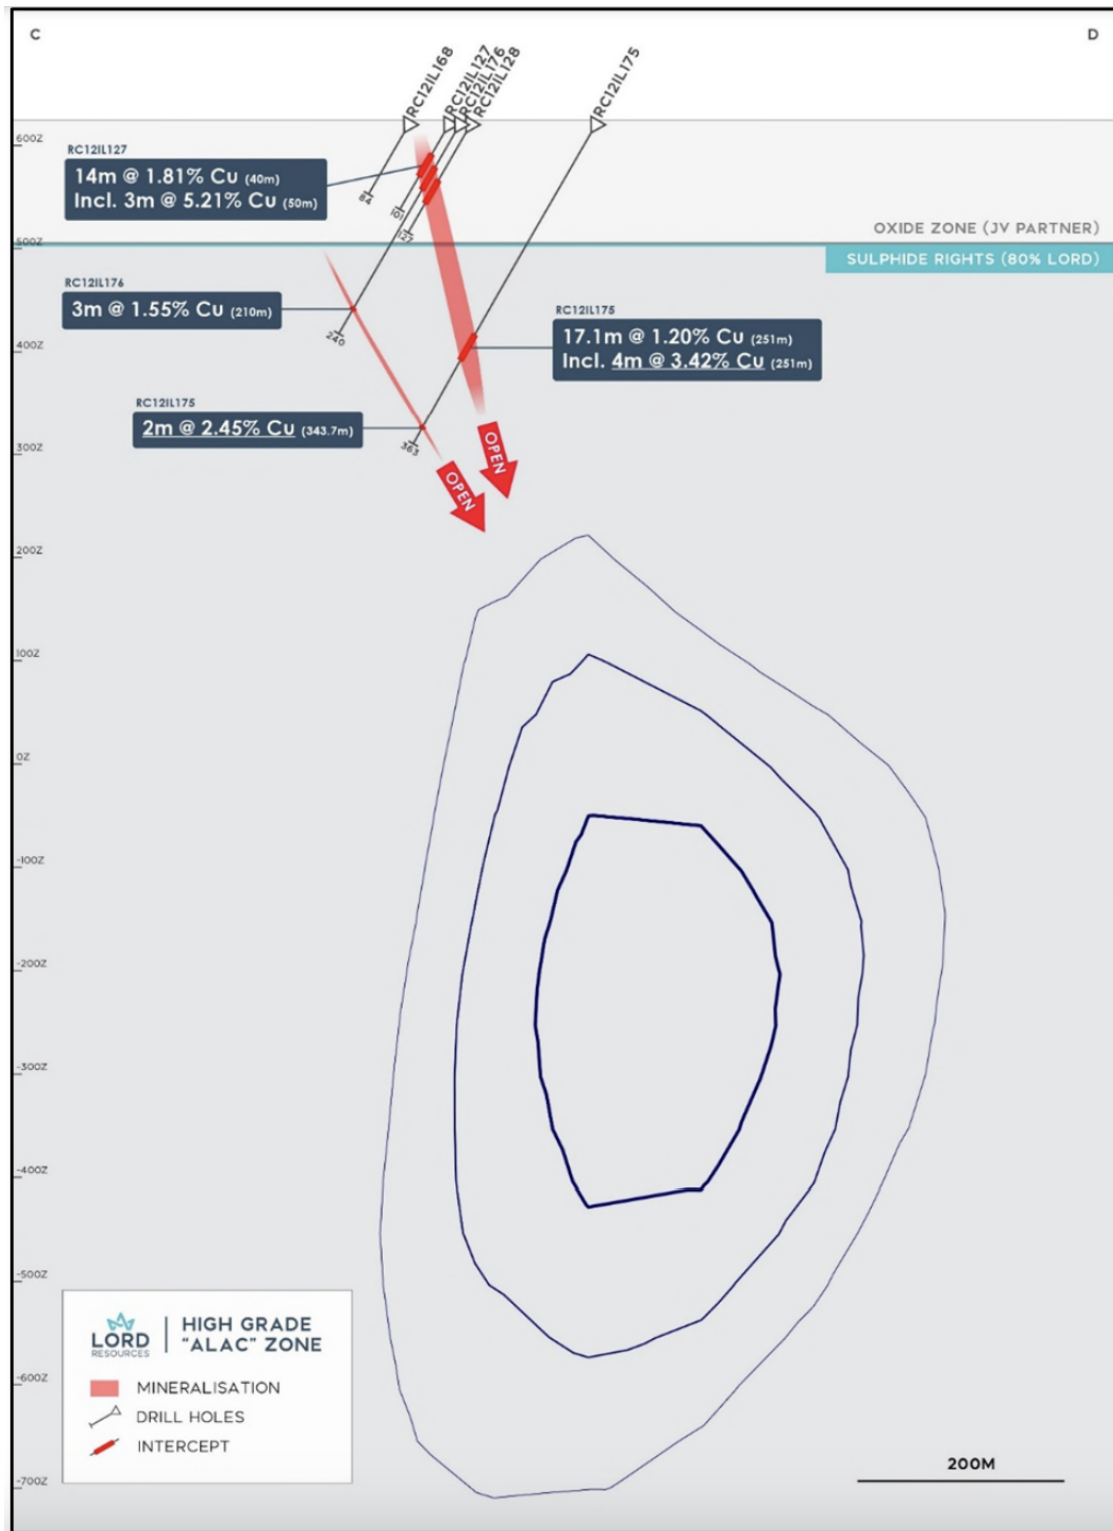 C
D
RC12IL168
RC12IL127
RC12IL176
RC12IL128
RC12IL175
600Z
RC12IL127
14m @ 1.81% Cu (40m)
Incl. 3m @ 5.21% Cu (50m)
84
101
127
OXIDE ZONE (JV PARTNER)
500Z
SULPHIDE RIGHTS (80% LORD)
RC12IL176
3m @ 1.55% Cu (210m)
240
RC12IL175
17.1m @ 1.20% Cu (251m)
Incl. 4m @ 3.42% Cu (251m)
400Z
RC12IL175
2m @ 2.45% Cu (343.7m)
363
300Z
OPEN
OPEN
200Z
100Z
0Z
-100Z
-200Z
-300Z
-400Z
-500Z
-600Z
-700Z
LORD
RESOURCES
HIGH GRADE
"ALAC" ZONE
MINERALISATION
DRILL HOLES
INTERCEPT
200M